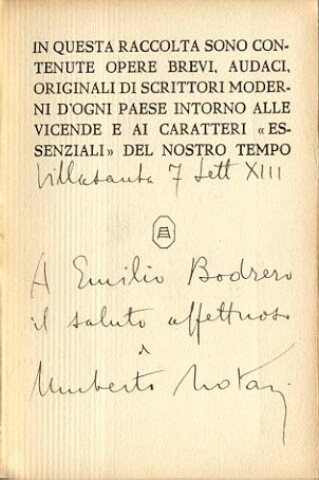 IN QUESTA RACCOLTA SONO CON-
TENUTE OPERE BREVI, AUDACI,
ORIGINALI DI SCRITTORI MODER-
NI D'OGNI PAESE INTORNO ALLE
VICENDE E AI CARATTERI «ES-
SENZIALI» DEL NOSTRO TEMPO
Villasanta 7 Sett XIII
A Emilio Bodrero
il saluto affettuoso
di
Umberto Notari